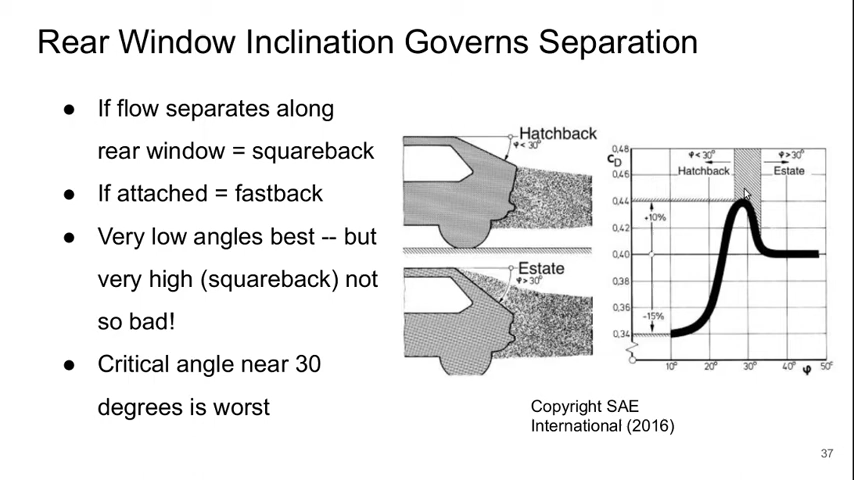 Rear Window Inclination Governs Separation
● If flow separates along
rear window = squareback
● If attached = fastback
● Very low angles best -- but
very high (squareback) not
so bad!
● Critical angle near 30
degrees is worst
Hatchback
φ< 30°
Estate
φ>30°
C_D
φ< 30°
Hatchback
φ>30°
Estate
0,48
0,46
0,44
0,42
0,40
0,38
0,36
0,34
+10%
-15%
10° 20° 30° 40° φ 50°
Copyright SAE
International (2016)
37